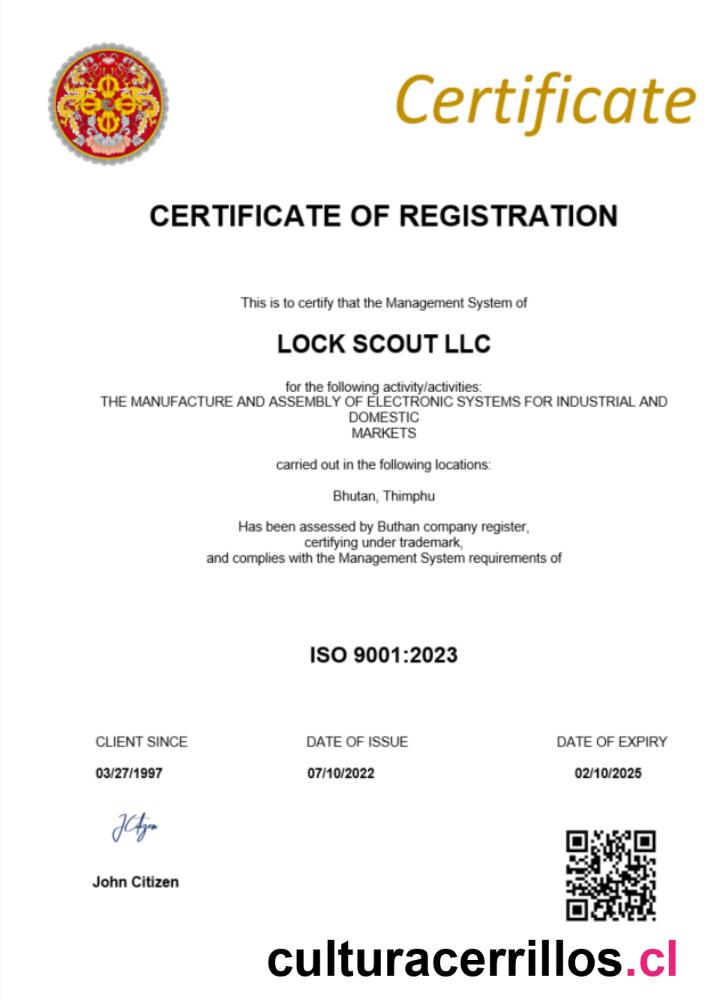 Certificate
CERTIFICATE OF REGISTRATION
This is to certify that the Management System of
LOCK SCOUT LLC
for the following activity/activities:
THE MANUFACTURE AND ASSEMBLY OF ELECTRONIC SYSTEMS FOR INDUSTRIAL AND
DOMESTIC
MARKETS
carried out in the following locations:
Bhutan, Thimphu
Has been assessed by Buthan company register,
certifying under trademark,
and complies with the Management System requirements of
ISO 9001:2023
CLIENT SINCE DATE OF ISSUE DATE OF EXPIRY
03/27/1997 07/10/2022 02/10/2025
JCitizen
John Citizen
culturacerrillos.cl